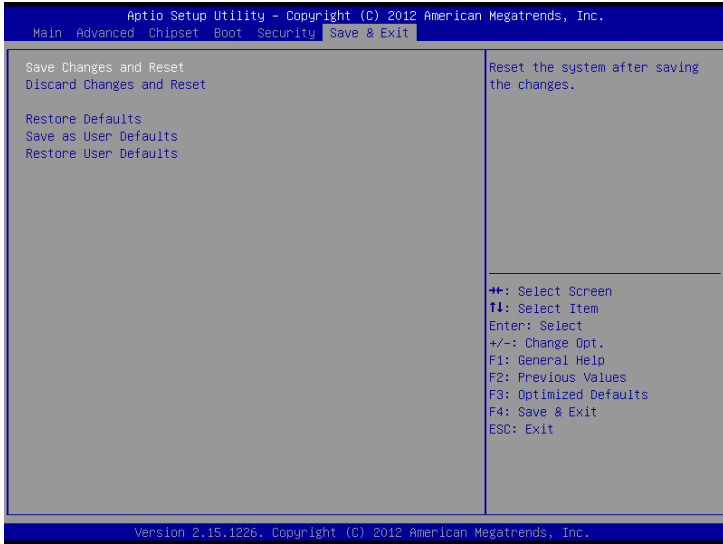 Aptio Setup Utility – Copyright (C) 2012 American Megatrends, Inc.
Main Advanced Chipset Boot Security Save & Exit
Save Changes and Reset
Discard Changes and Reset
Restore Defaults
Save as User Defaults
Restore User Defaults
Reset the system after saving
the changes.
→←: Select Screen
↑↓: Select Item
Enter: Select
+/-: Change Opt.
F1: General Help
F2: Previous Values
F3: Optimized Defaults
F4: Save & Exit
ESC: Exit
Version 2.15.1226. Copyright (C) 2012 American Megatrends, Inc.